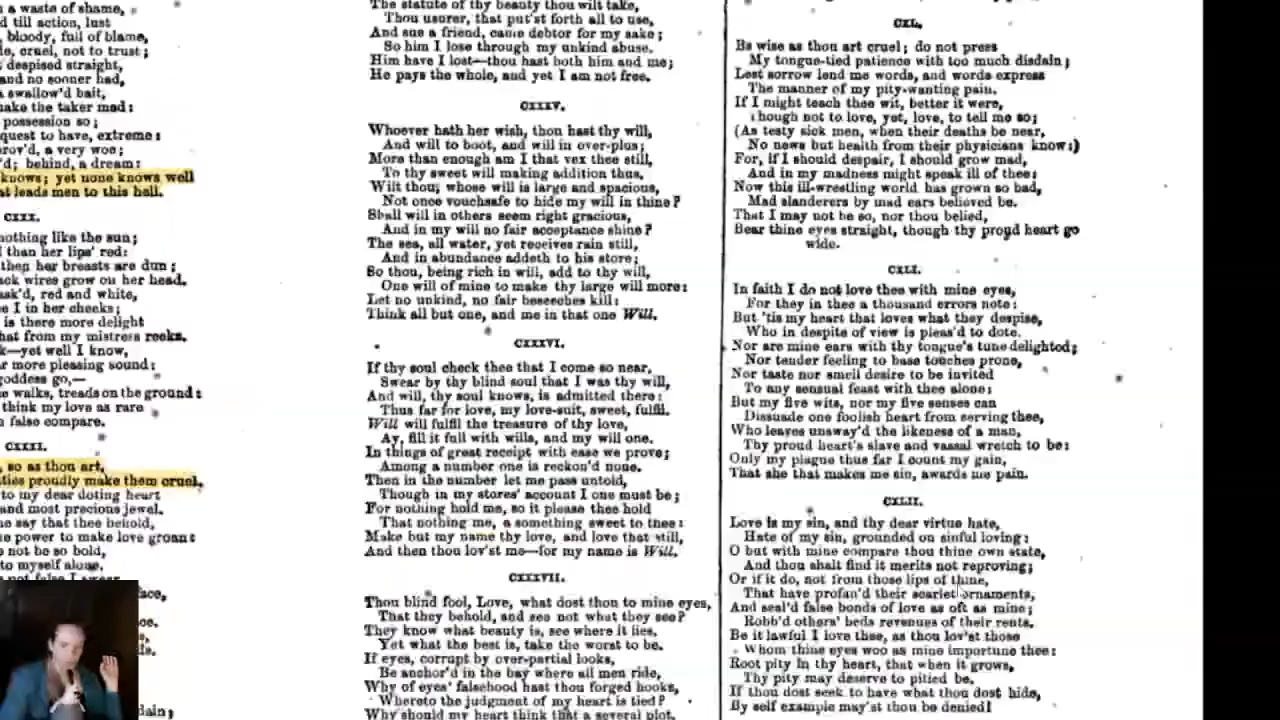 a waste of shame,
d till action, lust
, bloody, full of blame,
le, cruel, not to trust;
despised straight,
and no sooner had,
a swallow'd bait,
make the taker mad:
possession so;
quest to have, extreme:
prov'd, a very woe;
'd; behind, a dream:
knows; yet none knows well
at leads men to this hell.
CXXX.
nothing like the sun;
than her lips' red:
then her breasts are dun;
ack wires grow on her head.
ask'd, red and white,
e I in her cheeks;
is there more delight
hat from my mistress reeks.
k—yet well I know,
r more pleasing sound:
goddess go,—
e walks, treads on the ground:
think my love as rare
h false compare.
CXXXI.
, so as thou art,
ties proudly make them cruel,
to my dear doting heart
and most precious jewel.
e say that thee behold,
e power to make love groan:
not be so bold,
to myself alone,
not false I swear
face,
dain;
The statute of thy beauty thou wilt take,
Thou usurer, that put'st forth all to use,
And sue a friend, came debtor for my sake;
So him I lose through my unkind abuse.
Him have I lost—thou hast both him and me;
He pays the whole, and yet I am not free.
CXXXV.
Whoever hath her wish, thou hast thy will,
And will to boot, and will in over-plus;
More than enough am I that vex thee still,
To thy sweet will making addition thus.
Wilt thou, whose will is large and spacious,
Not once vouchsafe to hide my will in thine?
Shall will in others seem right gracious,
And in my will no fair acceptance shine?
The sea, all water, yet receives rain still,
And in abundance addeth to his store;
So thou, being rich in will, add to thy will,
One will of mine to make thy large will more:
Let no unkind, no fair beseechers kill:
Think all but one, and me in that one Will.
CXXXVI.
If thy soul check thee that I come so near,
Swear by thy blind soul that I was thy will,
And will, thy soul knows, is admitted there:
Thus far for love, my love-suit, sweet, fulfil.
Will will fulfil the treasure of thy love,
Ay, fill it full with wills, and my will one.
In things of great receipt with ease we prove;
Among a number one is reckon'd none.
Then in the number let me pass untold,
Though in my stores' account I one must be;
For nothing hold me, so it please thee hold
That nothing me, a something sweet to thee:
Make but my name thy love, and love that still,
And then thou lov'st me—for my name is Will.
CXXXVII.
Thou blind fool, Love, what dost thou to mine eyes,
That they behold, and see not what they see?
They know what beauty is, see where it lies,
Yet what the best is, take the worst to be.
If eyes, corrupt by over-partial looks,
Be anchor'd in the bay where all men ride,
Why of eyes' falsehood hast thou forged hooks,
Whereto the judgment of my heart is tied?
Why should my heart think that a several plot,
CXL.
Be wise as thou art cruel; do not press
My tongue-tied patience with too much disdain;
Lest sorrow lend me words, and words express
The manner of my pity-wanting pain.
If I might teach thee wit, better it were,
Though not to love, yet, love, to tell me so;
(As testy sick men, when their deaths be near,
No news but health from their physicians know:)
For, if I should despair, I should grow mad,
And in my madness might speak ill of thee:
Now this ill-wresting world has grown so bad,
Mad slanderers by mad ears believed be.
That I may not be so, nor thou belied,
Bear thine eyes straight, though thy proud heart go
wide.
CXLI.
In faith I do not love thee with mine eyes,
For they in thee a thousand errors note:
But 'tis my heart that loves what they despise,
Who in despite of view is pleas'd to dote.
Nor are mine ears with thy tongue's tune delighted;
Nor tender feeling to base touches prone,
Nor taste nor smell desire to be invited
To any sensual feast with thee alone:
But my five wits, nor my five senses can
Dissuade one foolish heart from serving thee,
Who leaves unsway'd the likeness of a man,
Thy proud heart's slave and vassal wretch to be:
Only my plague thus far I count my gain,
That she that makes me sin, awards me pain.
CXLII.
Love is my sin, and thy dear virtue hate,
Hate of my sin, grounded on sinful loving:
O but with mine compare thou thine own state,
And thou shalt find it merits not reproving;
Or if it do, not from those lips of thine,
That have profan'd their scarlet ornaments,
And seal'd false bonds of love as oft as mine;
Robb'd others' beds revenues of their rents.
Be it lawful I love thee, as thou lov'st those
Whom thine eyes woo as mine importune thee:
Root pity in thy heart, that when it grows,
Thy pity may deserve to pitied be.
If thou dost seek to have what thou dost hide,
By self example may'st thou be denied!